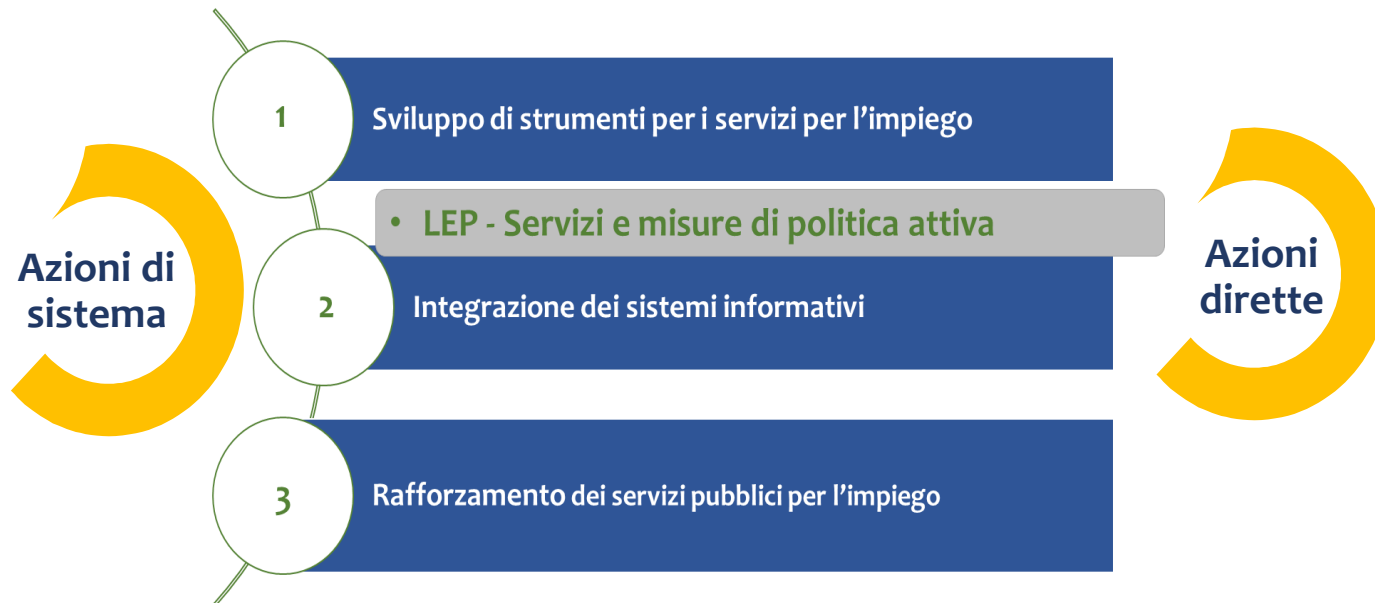 1
Sviluppo di strumenti per i servizi per l’impiego
• LEP - Servizi e misure di politica attiva
Azioni di
sistema
2
Integrazione dei sistemi informativi
Azioni
dirette
3
Rafforzamento dei servizi pubblici per l’impiego